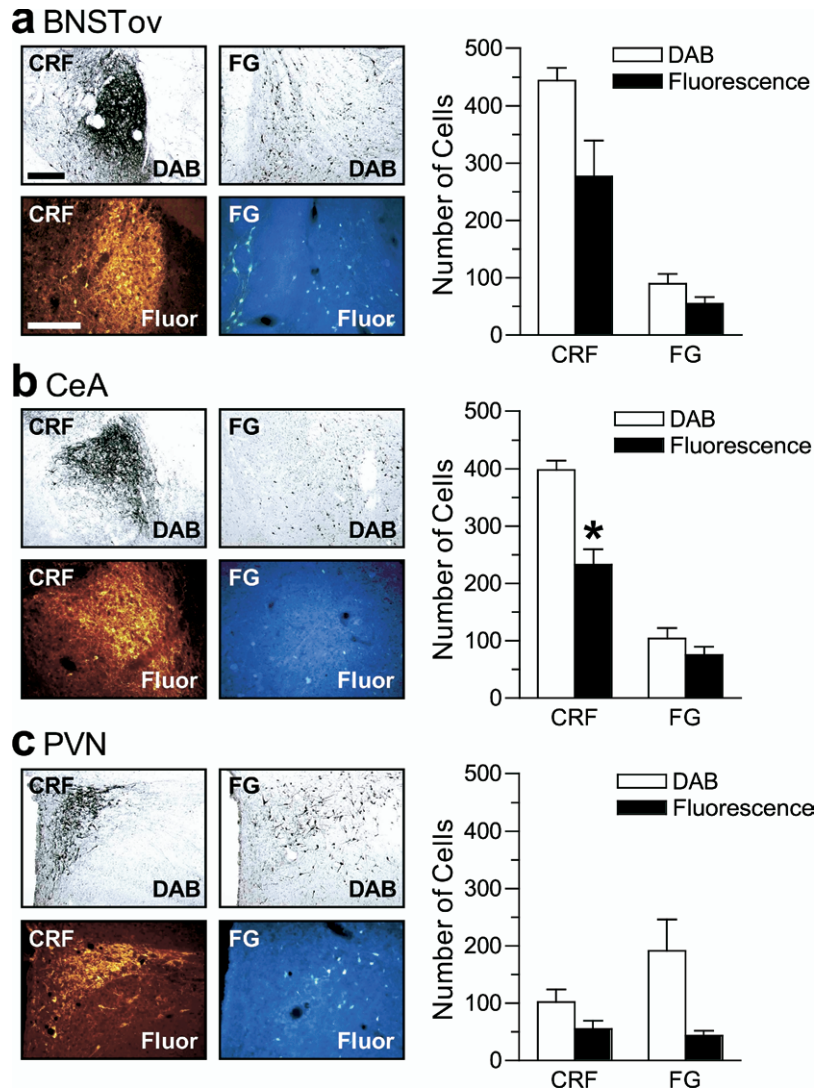 a BNSTov
CRF
DAB
FG
DAB
CRF
Fluor
FG
Fluor
500
400
300
200
100
0
Number of Cells
DAB
Fluorescence
CRF
FG
b CeA
CRF
DAB
FG
DAB
CRF
Fluor
FG
Fluor
500
400
300
200
100
0
Number of Cells
DAB
Fluorescence
*
CRF
FG
c PVN
CRF
DAB
FG
DAB
CRF
Fluor
FG
Fluor
500
400
300
200
100
0
Number of Cells
DAB
Fluorescence
CRF
FG